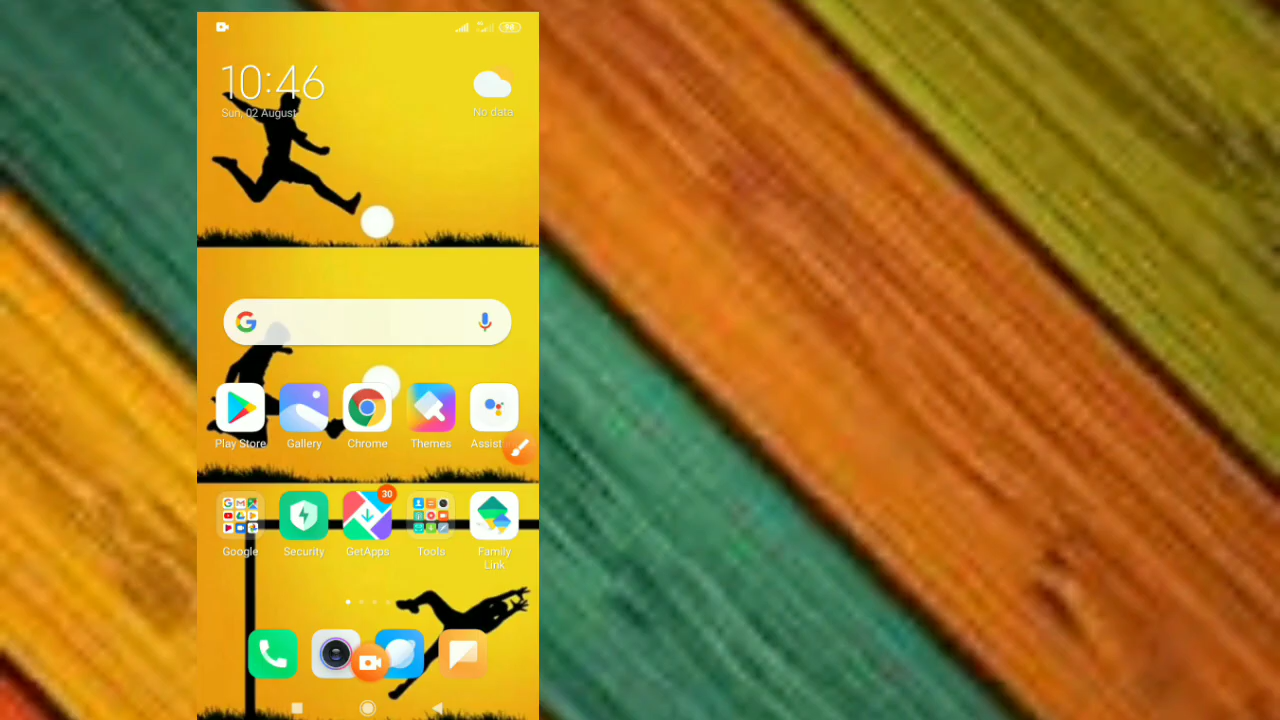 10:46
Sun, 02 August
No data
Play Store
Gallery
Chrome
Themes
Assist
30
Google
Security
GetApps
Tools
Family
Link